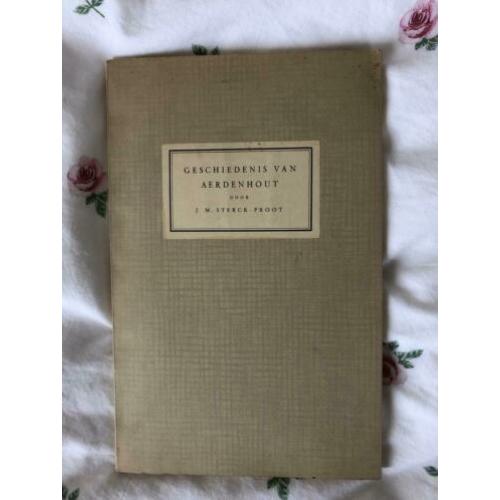 GESCHIEDENIS VAN
AERDENHOUT
DOOR
J. M. STERCK-PROOT